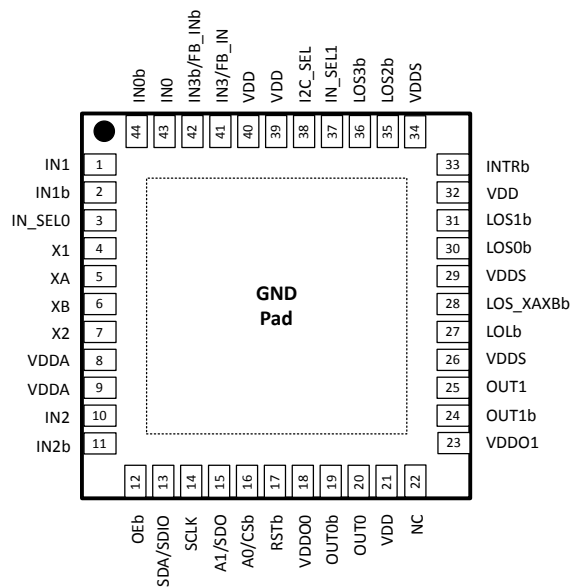 IN0b
IN0
IN3b/FB_INb
IN3/FB_IN
VDD
VDD
I2C_SEL
IN_SEL1
LOS3b
LOS2b
VDDS
44 43 42 41 40 39 38 37 36 35 34
IN1 1
IN1b 2
IN_SEL0 3
X1 4
XA 5
XB 6
X2 7
VDDA 8
VDDA 9
IN2 10
IN2b 11
GND
Pad
33 INTRb
32 VDD
31 LOS1b
30 LOS0b
29 VDDS
28 LOS_XAXBb
27 LOLb
26 VDDS
25 OUT1
24 OUT1b
23 VDDO1
12 13 14 15 16 17 18 19 20 21 22
OEb
SDA/SDIO
SCLK
A1/SDO
A0/CSb
RSTb
VDDO0
OUT0b
OUT0
VDD
NC